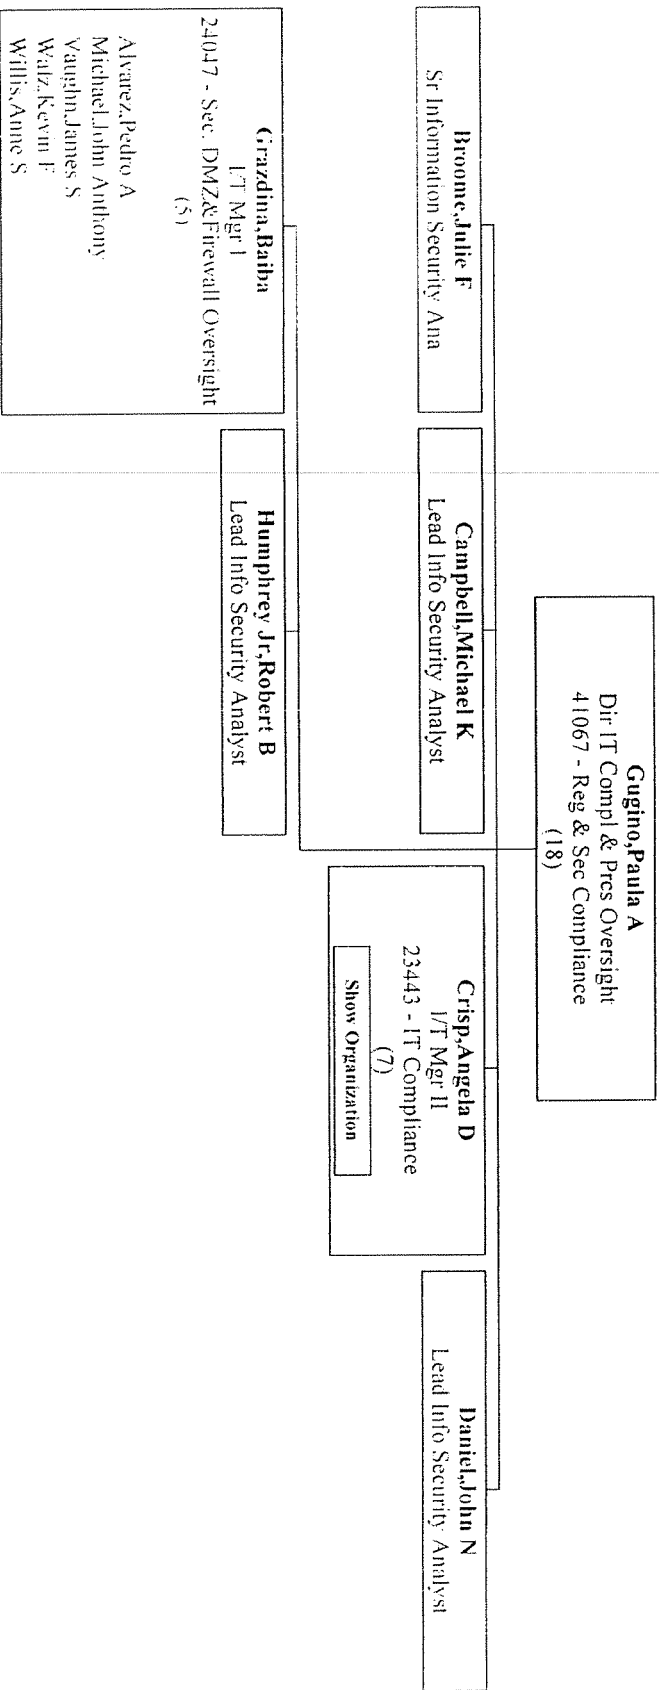 Gugino,Paula A
Dir IT Compl & Prcs Oversight
41067 - Reg & Sec Compliance
(18)
Broome,Julie F
Sr Information Security Ana
Campbell,Michael K
Lead Info Security Analyst
Crisp,Angela D
I/T Mgr II
23443 - IT Compliance
(7)
Show Organization
Daniel,John N
Lead Info Security Analyst
Grazdina,Baiba
I/T Mgr I
24047 - Sec. DMZ&Firewall Oversight
(5)
Alvarez,Pedro A
Michael,John Anthony
Vaughn,James S
Walz,Kevin F
Willis,Anne S
Humphrey Jr,Robert B
Lead Info Security Analyst